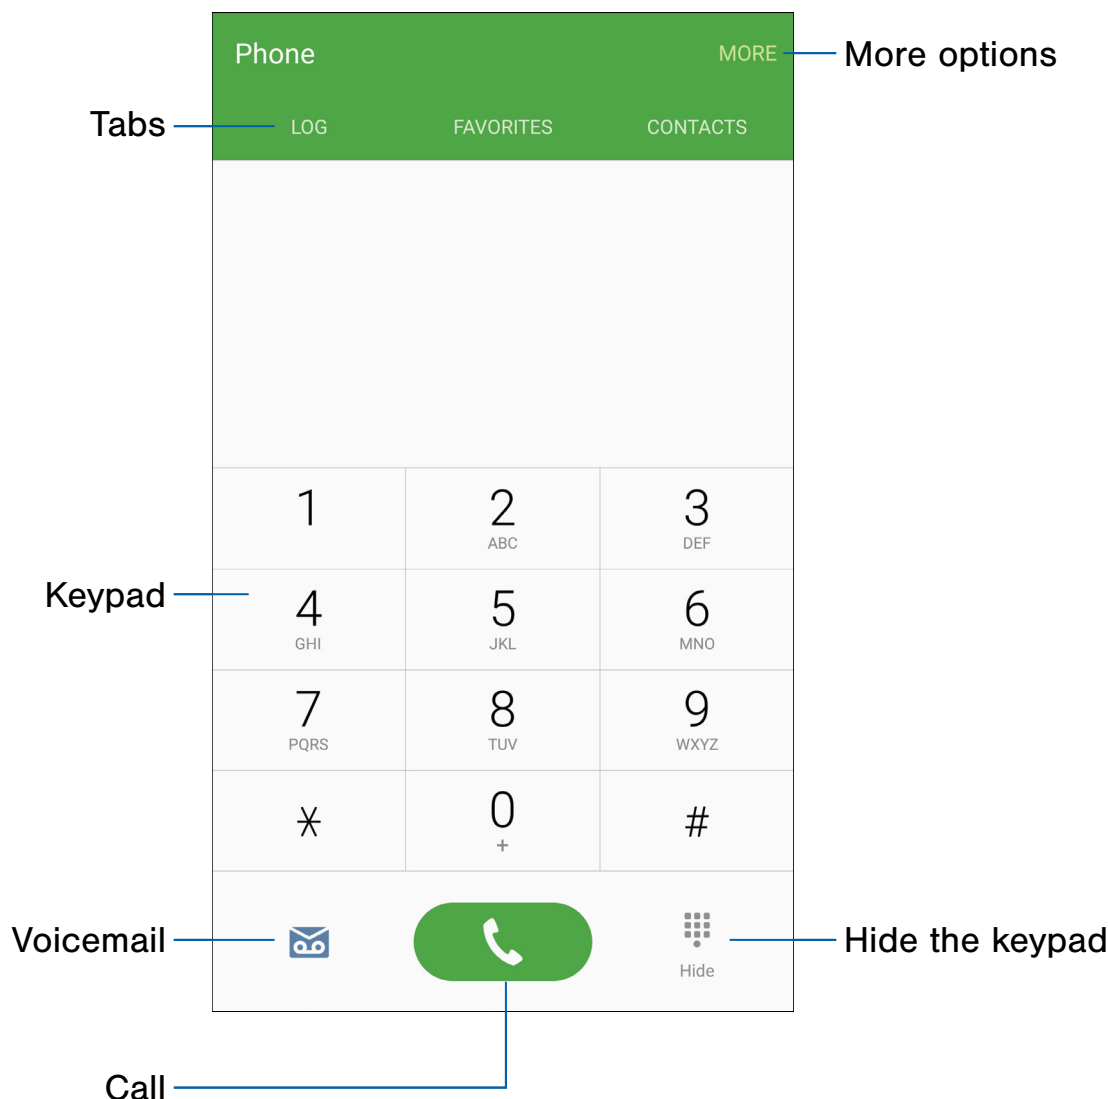 Phone MORE More options
Tabs LOG FAVORITES CONTACTS
1 2 3
ABC DEF
Keypad 4 5 6
GHI JKL MNO
7 8 9
PQRS TUV WXYZ
* 0 #
+
Voicemail Hide the keypad
Hide
Call